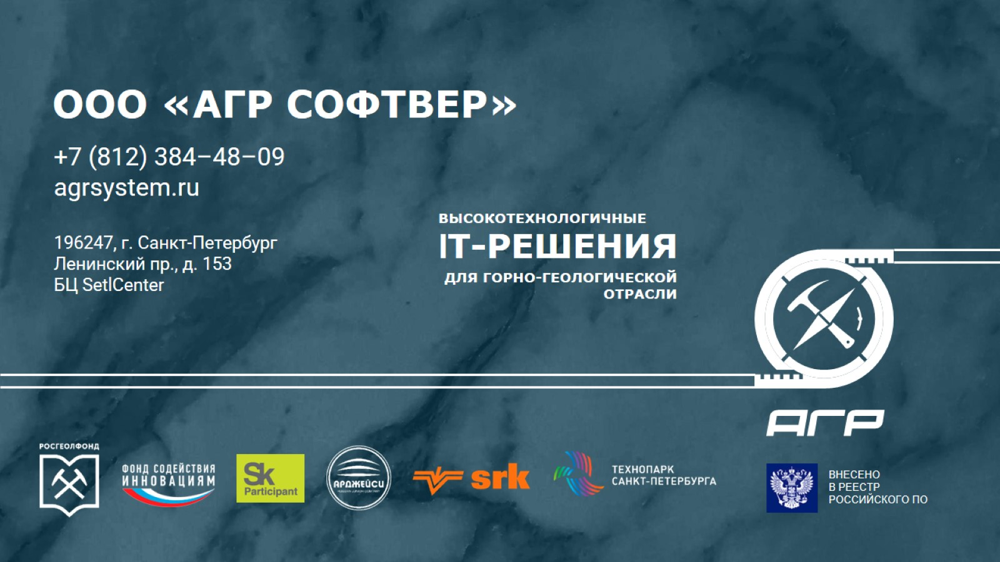 ООО «АГР СОФТВЕР»
+7 (812) 384–48–09
agrsystem.ru
196247, г. Санкт-Петербург
Ленинский пр., д. 153
БЦ SetlCenter
ВЫСОКОТЕХНОЛОГИЧНЫЕ
IT-РЕШЕНИЯ
ДЛЯ ГОРНО-ГЕОЛОГИЧЕСКОЙ
ОТРАСЛИ
АГР
РОСГЕОЛФОНД
ФОНД СОДЕЙСТВИЯ
ИННОВАЦИЯМ
Sk
Participant
АРДЖЕЙСИ
srk
ТЕХНОПАРК
САНКТ-ПЕТЕРБУРГА
ВНЕСЕНО
В РЕЕСТР
РОССИЙСКОГО ПО